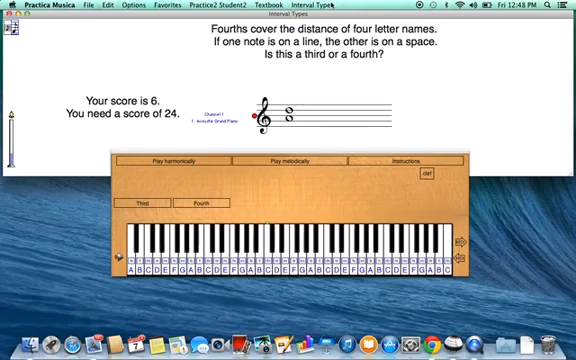 Practica Musica File Edit Options Favorites Practice2 Student2 Textbook Interval Types Fri 12:48 PM
Interval Types
Fourths cover the distance of four letter names.
If one note is on a line, the other is on a space.
Is this a third or a fourth?
Your score is 6.
You need a score of 24.
Channel 1
1. Acoustic Grand Piano
Play harmonically Play melodically Instructions
clef
Third Fourth
A B C D E F G A B C D E F G A B C D E F G A B C D E F G A B C D E F G A B C